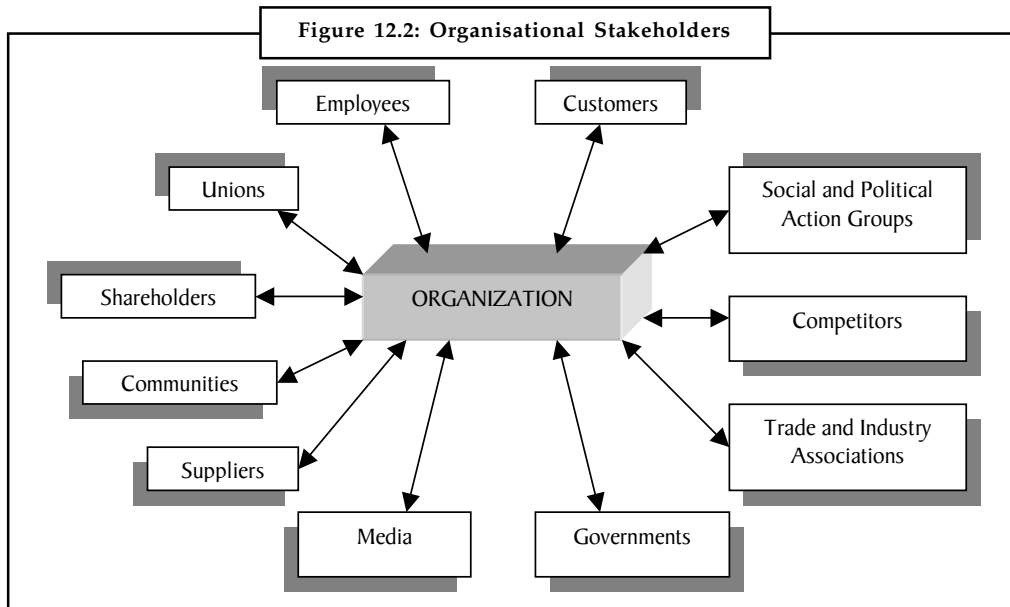 Figure 12.2: Organisational Stakeholders
Employees
Customers
Unions
Social and Political
Action Groups
Shareholders
ORGANIZATION
Competitors
Communities
Trade and Industry
Associations
Suppliers
Media
Governments